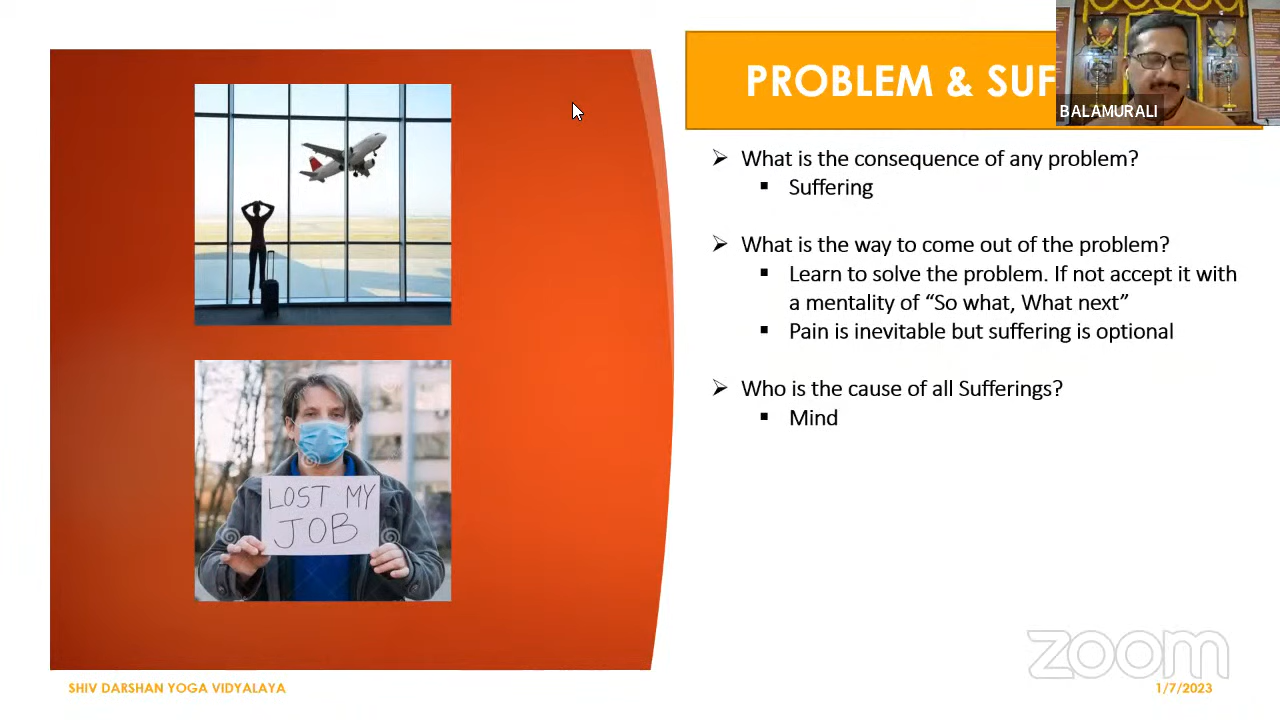 PROBLEM & SUF
BALAMURALI
What is the consequence of any problem?
Suffering
What is the way to come out of the problem?
Learn to solve the problem. If not accept it with
a mentality of “So what, What next”
Pain is inevitable but suffering is optional
Who is the cause of all Sufferings?
Mind
LOST MY
JOB
zoom
SHIV DARSHAN YOGA VIDYALAYA
1/7/2023